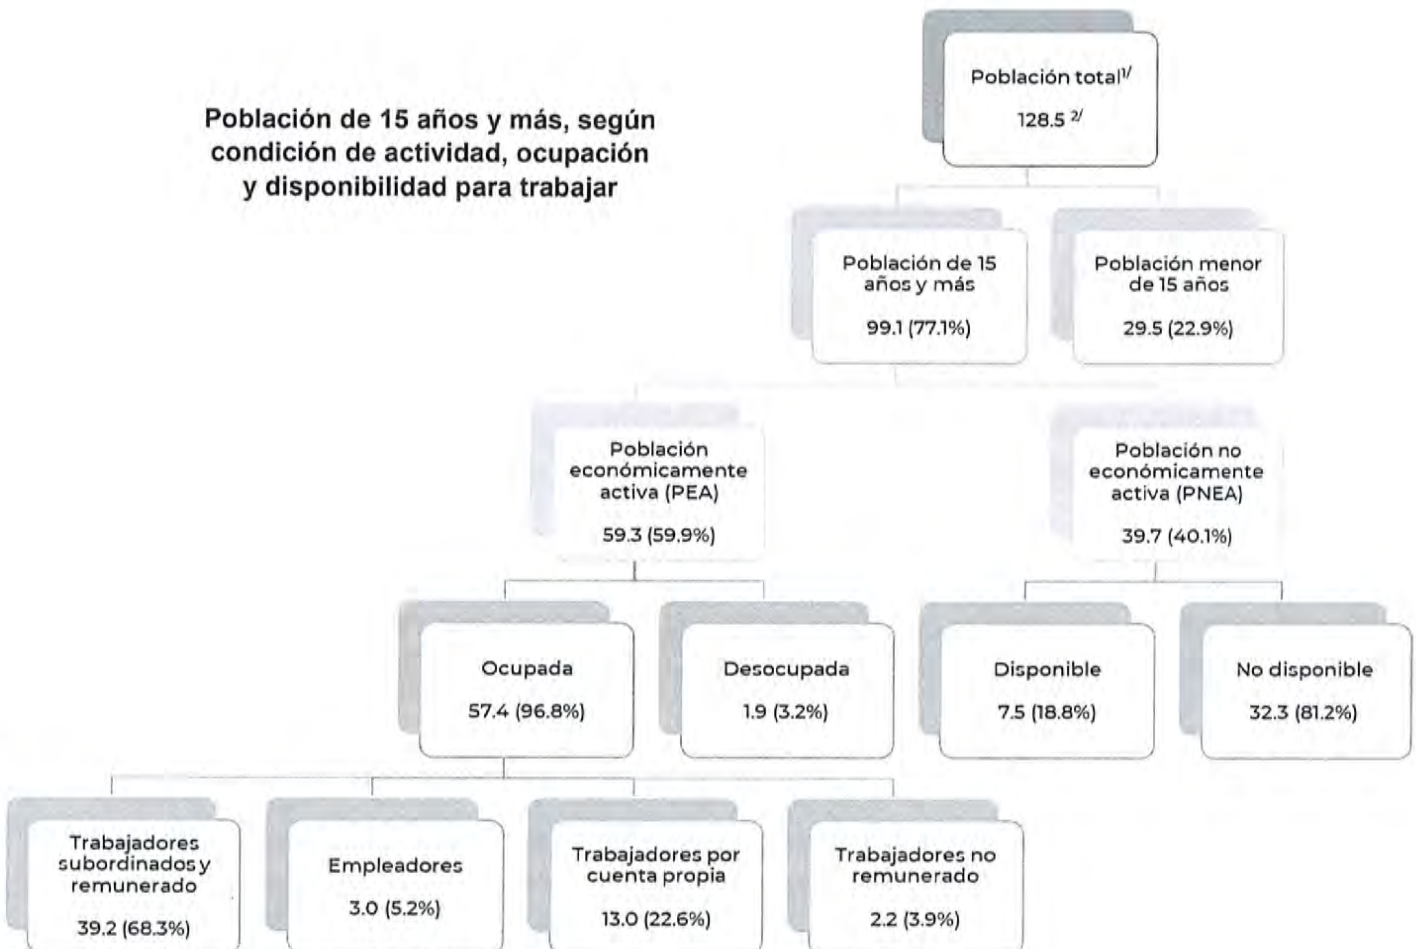 Población total1/
128.5 2/
Población de 15 años y más, según
condición de actividad, ocupación
y disponibilidad para trabajar
Población de 15
años y más
99.1 (77.1%)
Población menor
de 15 años
29.5 (22.9%)
Población
económicamente
activa (PEA)
59.3 (59.9%)
Población no
económicamente
activa (PNEA)
39.7 (40.1%)
Ocupada
57.4 (96.8%)
Desocupada
1.9 (3.2%)
Disponible
7.5 (18.8%)
No disponible
32.3 (81.2%)
Trabajadores
subordinados y
remunerado
39.2 (68.3%)
Empleadores
3.0 (5.2%)
Trabajadores por
cuenta propia
13.0 (22.6%)
Trabajadores no
remunerado
2.2 (3.9%)